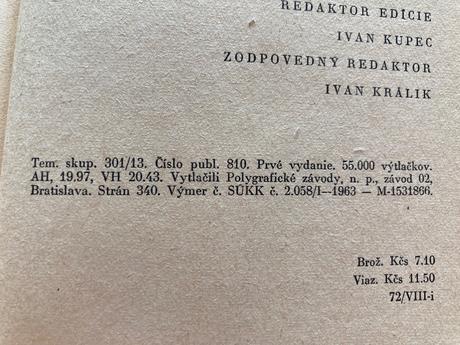 REDAKTOR EDÍCIE
IVAN KUPEC
ZODPOVEDNÝ REDAKTOR
IVAN KRÁLIK
Tem. skup. 301/13. Číslo publ. 810. Prvé vydanie. 55.000 výtlačkov.
AH, 19.97, VH 20.43. Vytlačili Polygrafické závody, n. p., závod 02,
Bratislava. Strán 340. Výmer č. SÚKK č. 2.058/I—1963 — M-1531866.
Brož. Kčs 7.10
Viaz. Kčs 11.50
72/VIII-i